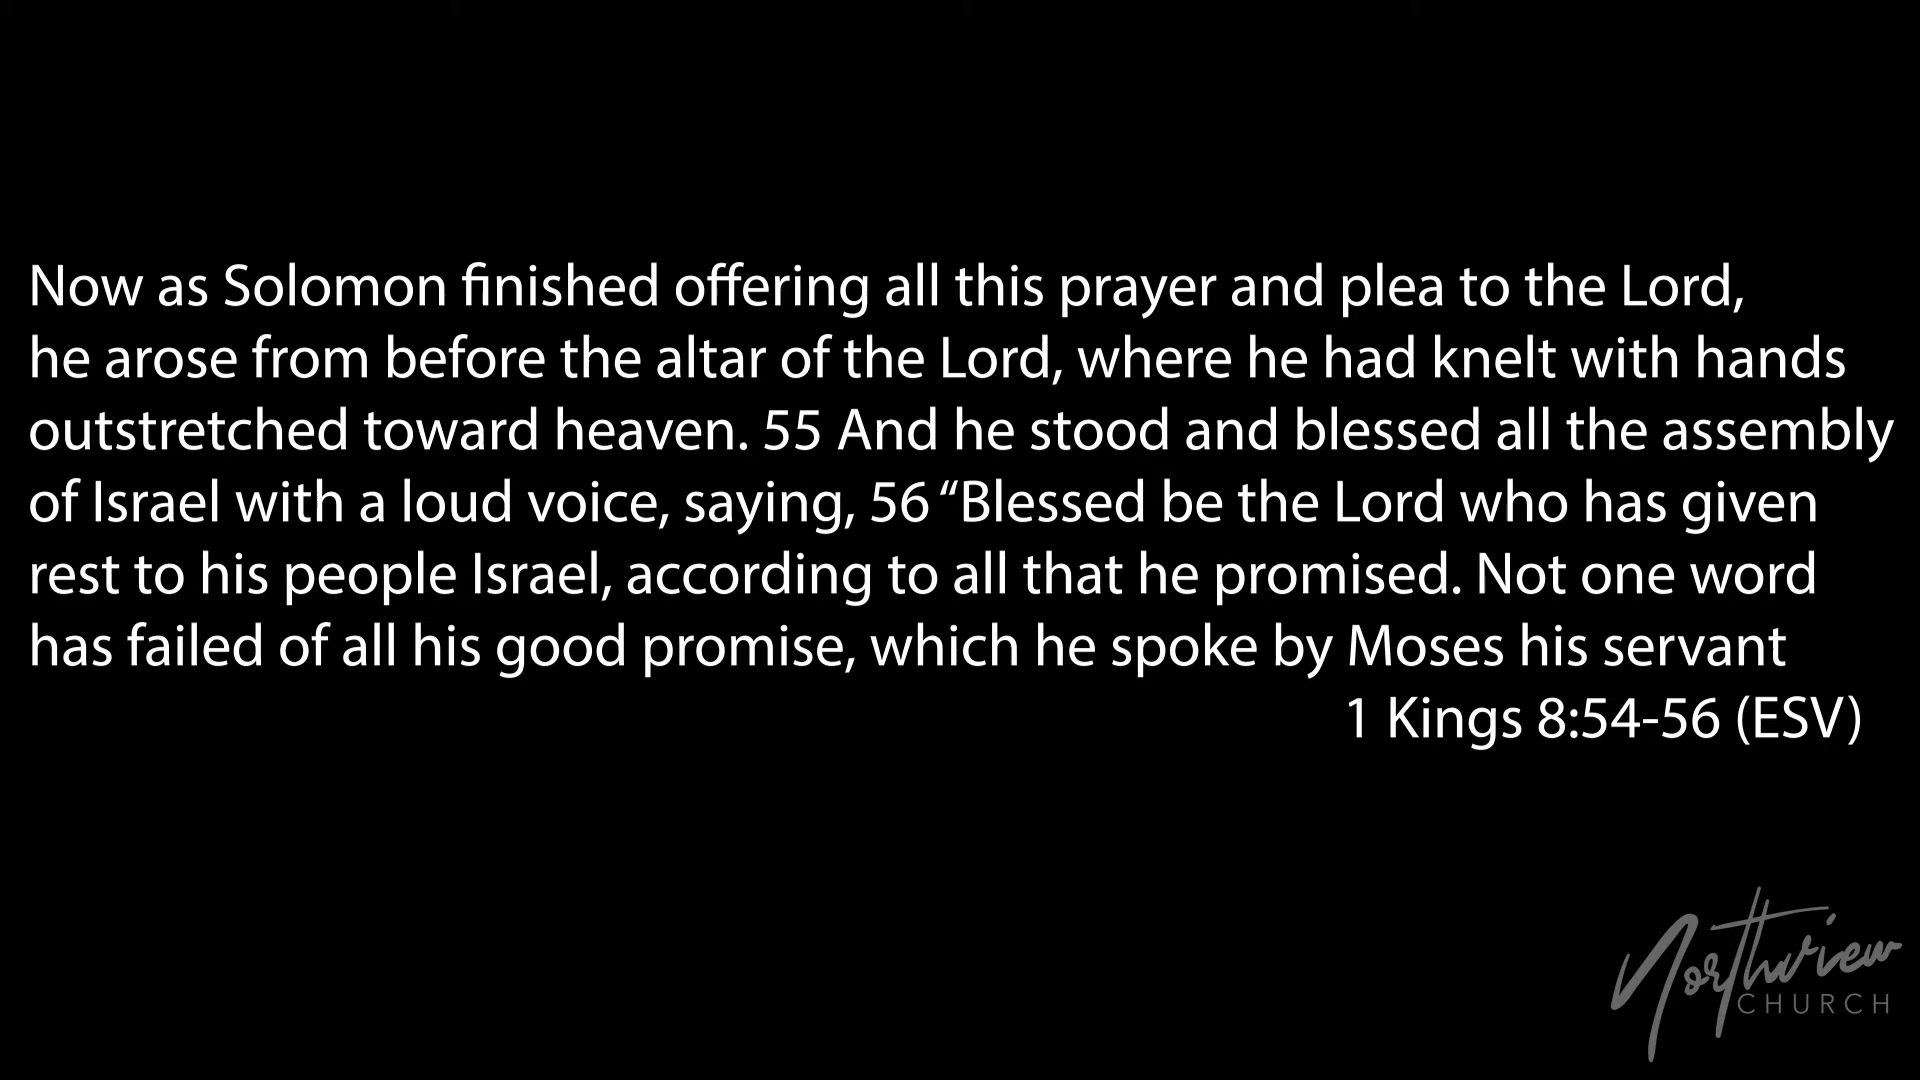 Now as Solomon finished offering all this prayer and plea to the Lord,
he arose from before the altar of the Lord, where he had knelt with hands
outstretched toward heaven. 55 And he stood and blessed all the assembly
of Israel with a loud voice, saying, 56 “Blessed be the Lord who has given
rest to his people Israel, according to all that he promised. Not one word
has failed of all his good promise, which he spoke by Moses his servant
1 Kings 8:54-56 (ESV)
Northview
CHURCH